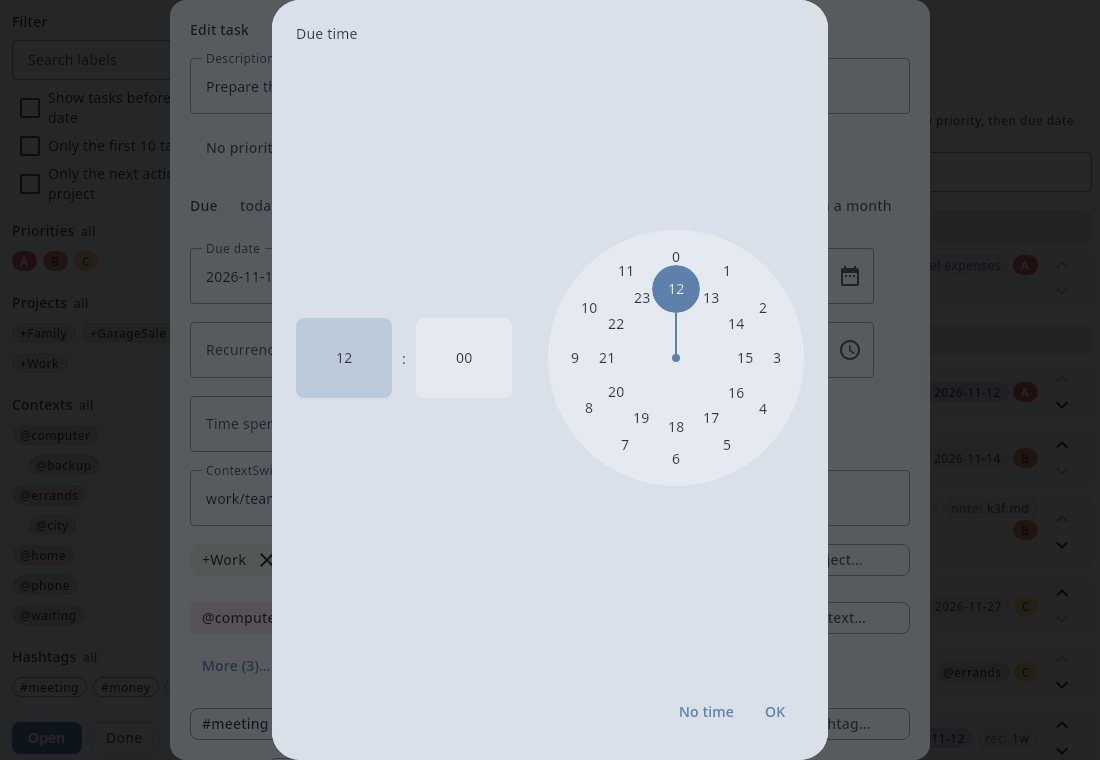 Filter
Search labels
Show tasks before
date
Only the first 10 ta
Only the next actio
project
Priorities all
A B C
Projects all
+Family +GarageSale
+Work
Contexts all
@computer
@backup
@errands
@city
@home
@phone
@waiting
Hashtags all
#meeting #money
Open Done
Edit task
Description
Prepare th
No priorit
Due toda
a month
Due date
2026-11-1
Recurrenc
Time spen
ContextSwi
work/tean
+Work
ject…
@compute
text…
More (3)…
#meeting
htag…
Due time
12 : 00
0
11 1
12
23 13
10 2
22 14
9 21 15 3
20 16
8 4
19 17
18
7 5
6
No time OK
priority, then due date
el expenses A
2026-11-12 A
2026-11-14 B
note: k3f.md
B
2026-11-27 C
@errands C
11-12 rec: 1w